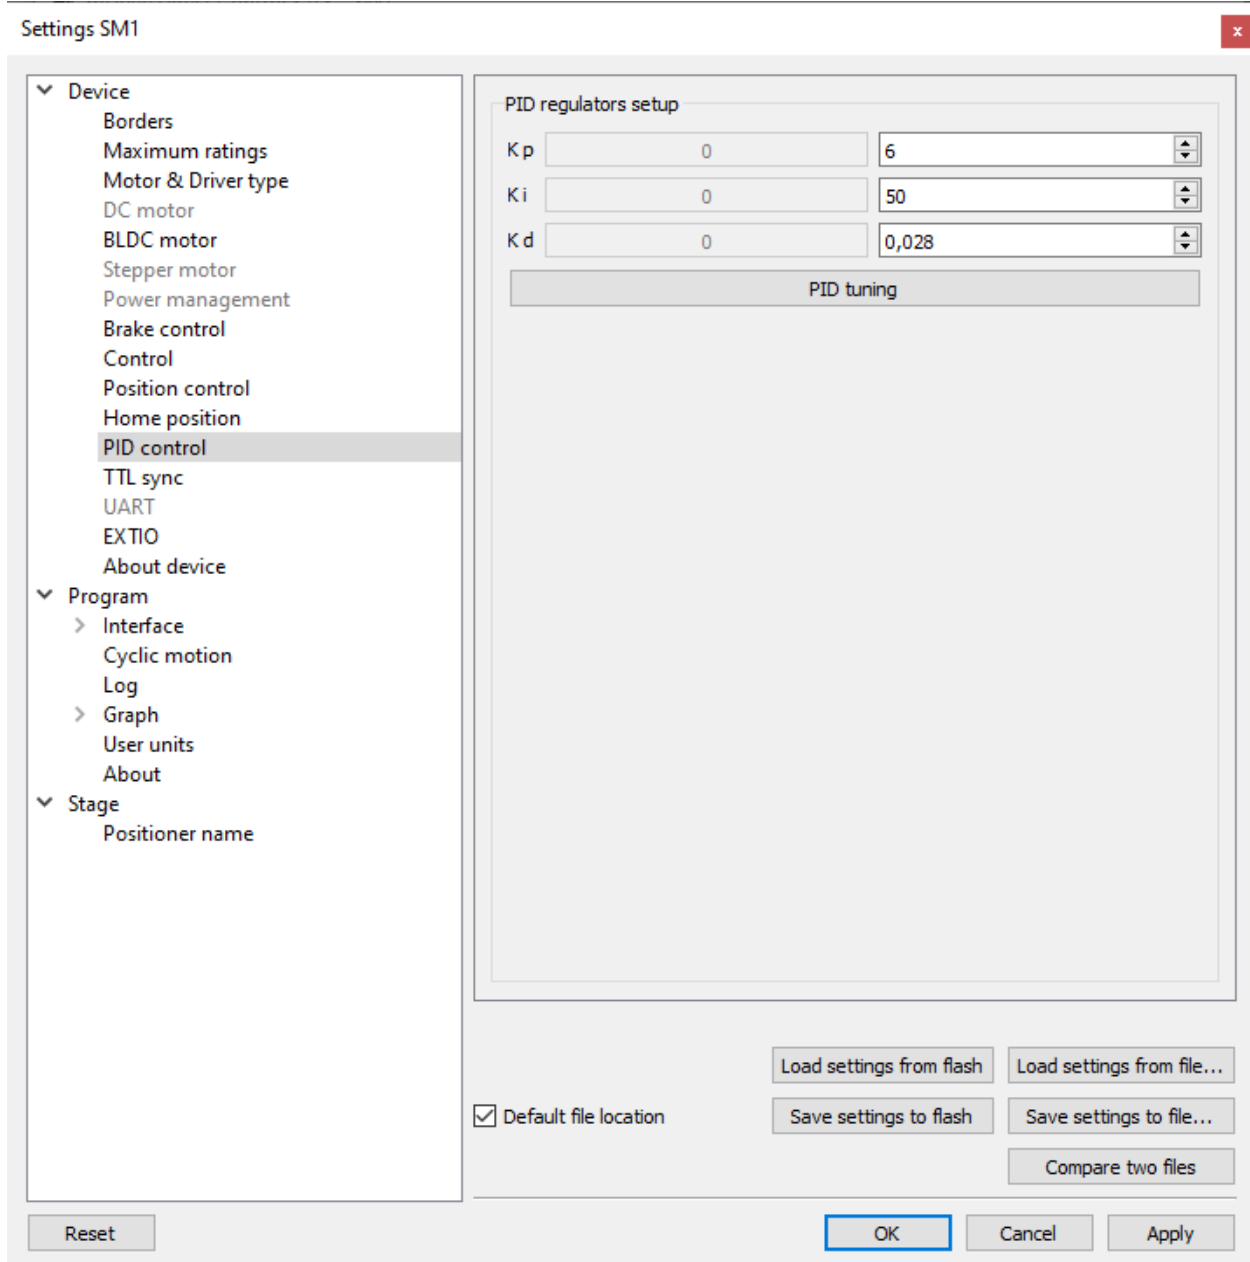 Settings SM1
x
Device
Borders
Maximum ratings
Motor & Driver type
DC motor
BLDC motor
Stepper motor
Power management
Brake control
Control
Position control
Home position
PID control
TTL sync
UART
EXTIO
About device
Program
Interface
Cyclic motion
Log
Graph
User units
About
Stage
Positioner name
PID regulators setup
Kp 0 6
Ki 0 50
Kd 0 0,028
PID tuning
Load settings from flash Load settings from file...
Default file location Save settings to flash Save settings to file...
Compare two files
Reset OK Cancel Apply